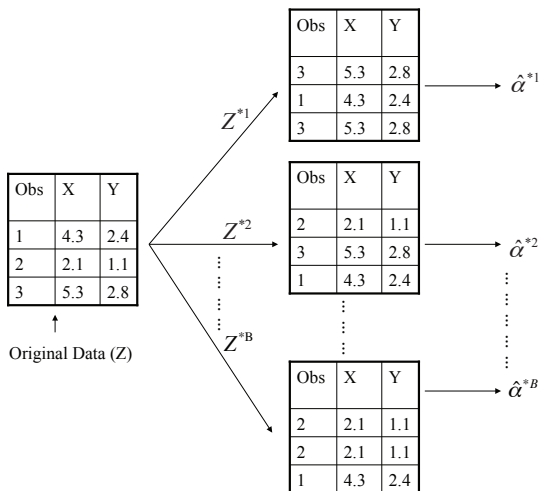 Obs X Y
3 5.3 2.8
1 4.3 2.4
3 5.3 2.8
Z*1
α̂*1
Obs X Y
1 4.3 2.4
2 2.1 1.1
3 5.3 2.8
Original Data (Z)
Z*2
Obs X Y
2 2.1 1.1
3 5.3 2.8
1 4.3 2.4
α̂*2
Z*B
Obs X Y
2 2.1 1.1
2 2.1 1.1
1 4.3 2.4
α̂*B